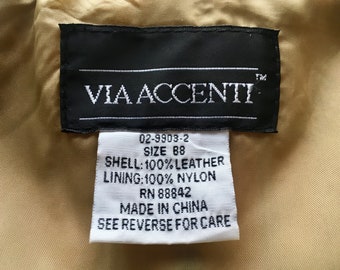 VIA ACCENTI™
02-9903-2
SIZE 8B
SHELL: 100% LEATHER
LINING: 100% NYLON
RN 88842
MADE IN CHINA
SEE REVERSE FOR CARE